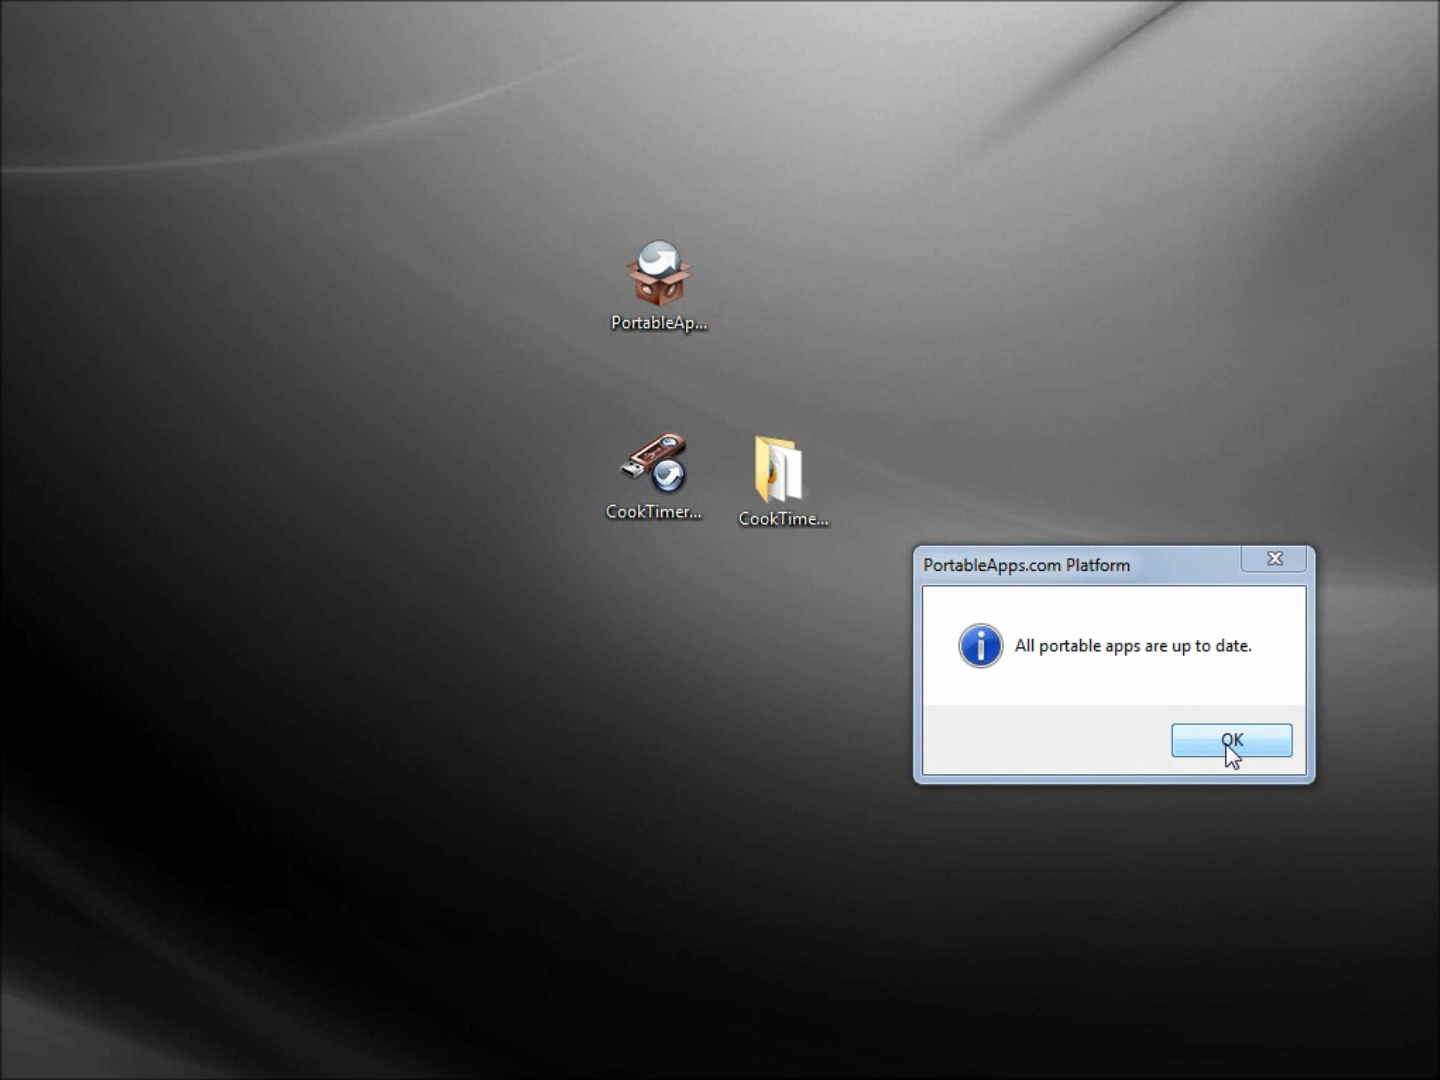 PortableAp...
CookTimer...
CookTime...
PortableApps.com Platform
All portable apps are up to date.
OK